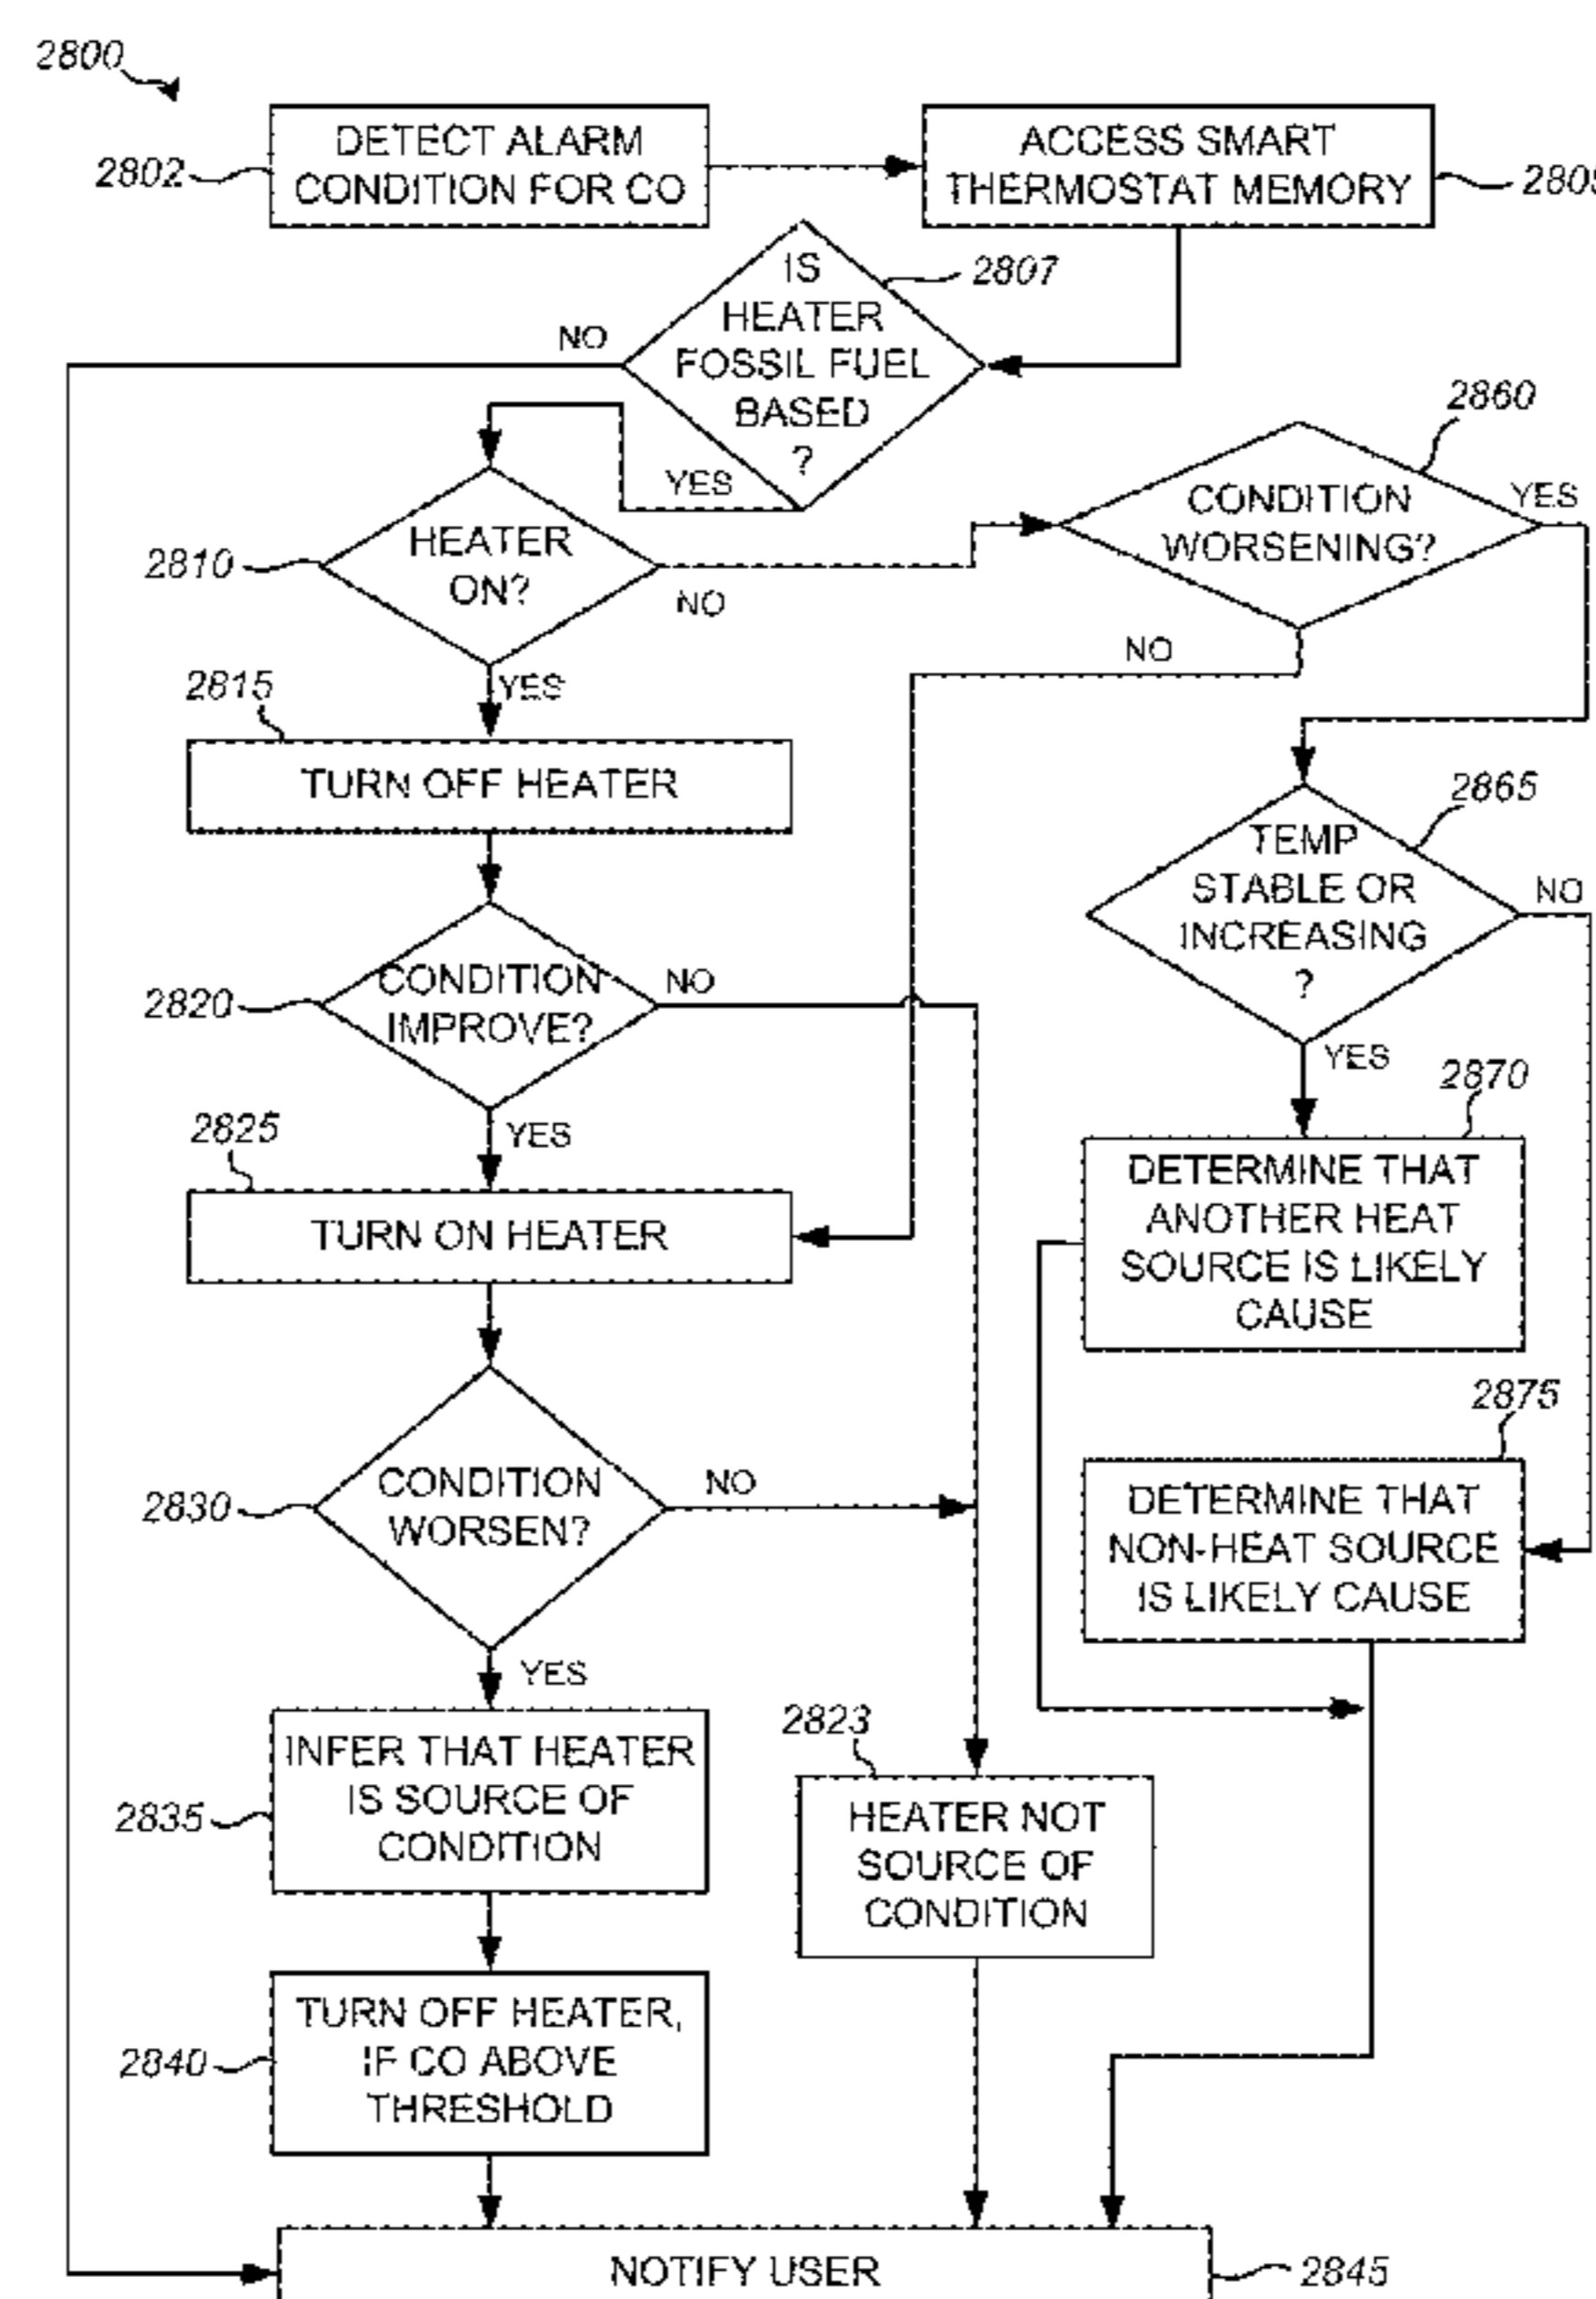 2800
DETECT ALARM
CONDITION FOR CO
2802
ACCESS SMART
THERMOSTAT MEMORY
IS
HEATER
FOSSIL FUEL
BASED
?
2807
NO
YES
HEATER
ON?
2810
NO
YES
CONDITION
WORSENING?
2860
YES
NO
2815
TURN OFF HEATER
TEMP
STABLE OR
INCREASING
?
2865
NO
YES
CONDITION
IMPROVE?
2820
NO
YES
2825
TURN ON HEATER
2870
DETERMINE THAT
ANOTHER HEAT
SOURCE IS LIKELY
CAUSE
CONDITION
WORSEN?
2830
NO
YES
2875
DETERMINE THAT
NON-HEAT SOURCE
IS LIKELY CAUSE
INFER THAT HEATER
IS SOURCE OF
CONDITION
2835
2823
HEATER NOT
SOURCE OF
CONDITION
TURN OFF HEATER,
IF CO ABOVE
THRESHOLD
2840
NOTIFY USER
2845